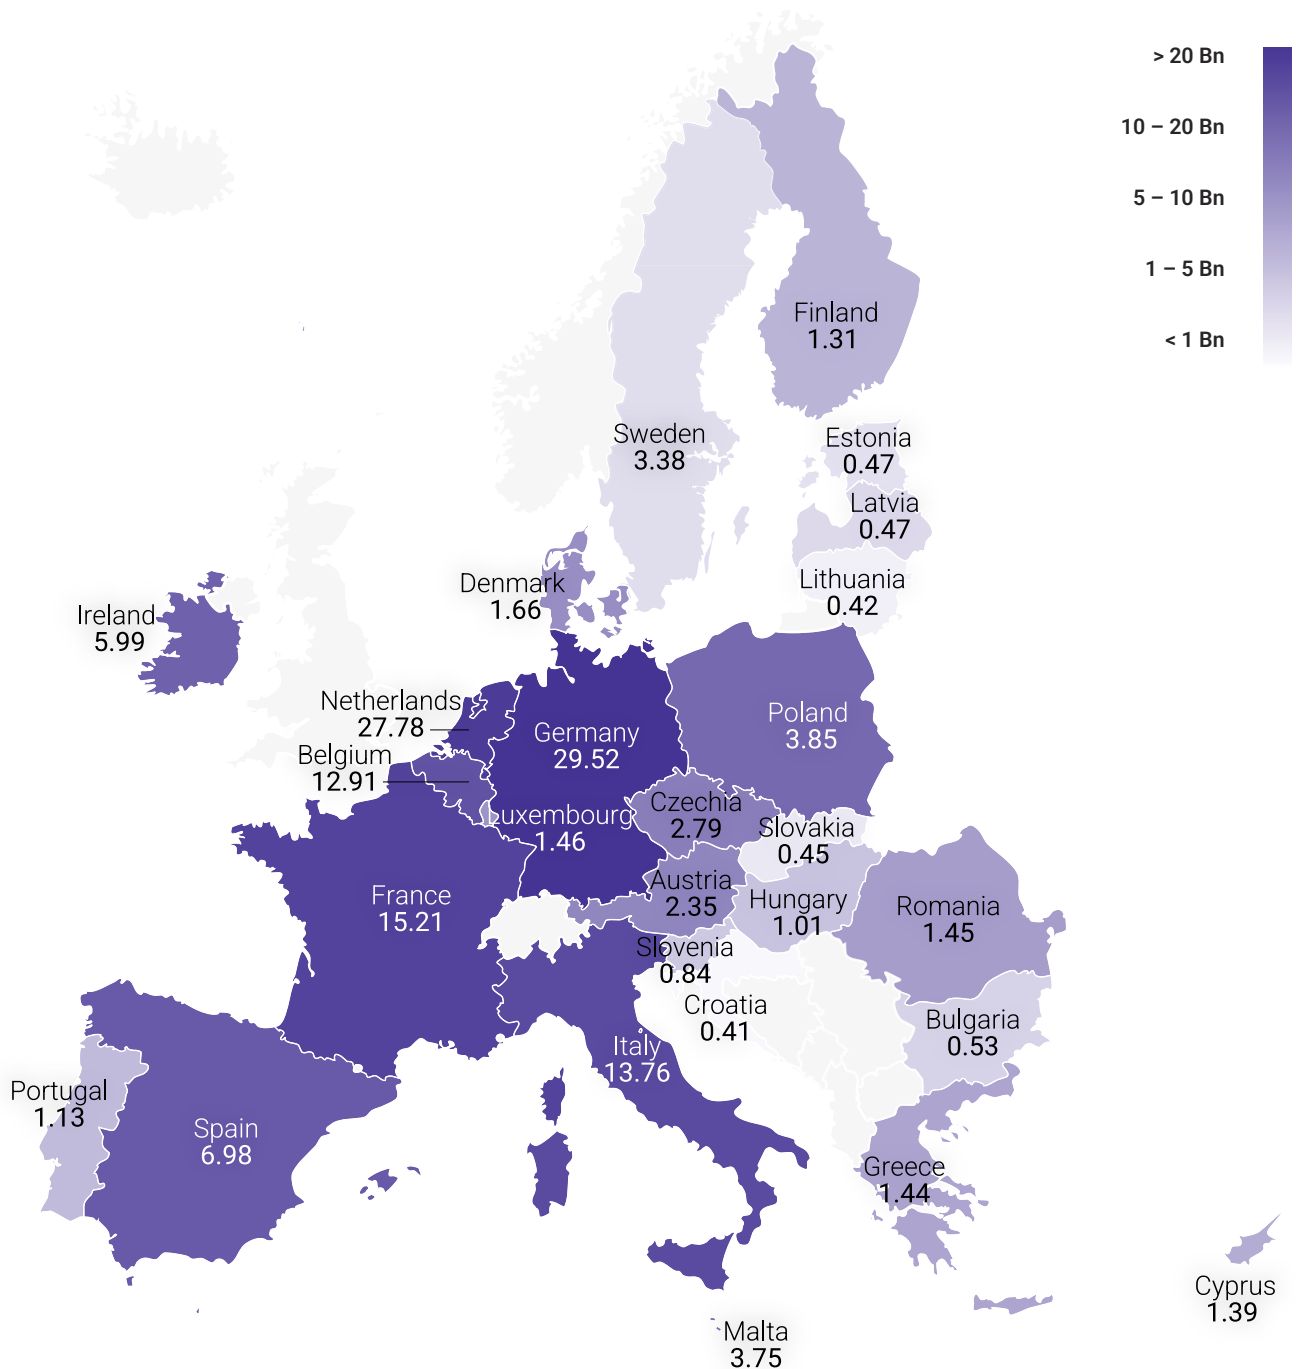 > 20 Bn
10 – 20 Bn
5 – 10 Bn
1 – 5 Bn
< 1 Bn
Finland
1.31
Sweden
3.38
Estonia
0.47
Latvia
0.47
Lithuania
0.42
Denmark
1.66
Ireland
5.99
Netherlands
27.78
Belgium
12.91
Germany
29.52
Poland
3.85
Luxembourg
1.46
Czechia
2.79
Slovakia
0.45
France
15.21
Austria
2.35
Hungary
1.01
Romania
1.45
Slovenia
0.84
Croatia
0.41
Bulgaria
0.53
Italy
13.76
Portugal
1.13
Spain
6.98
Greece
1.44
Cyprus
1.39
Malta
3.75